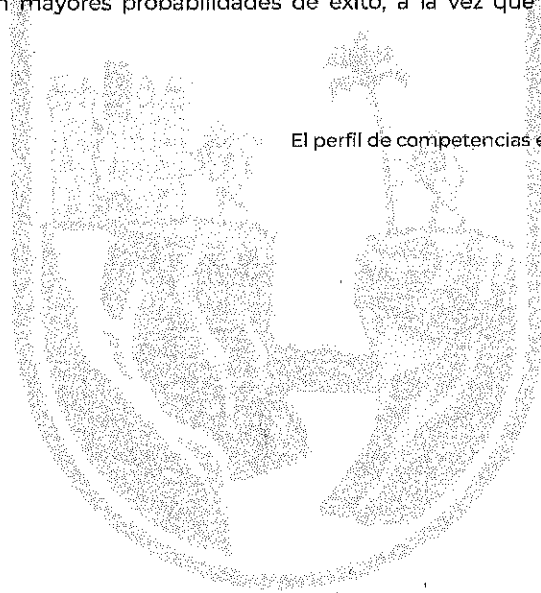 mayores probabilidades de éxito, a la vez que
El perfil de competencias